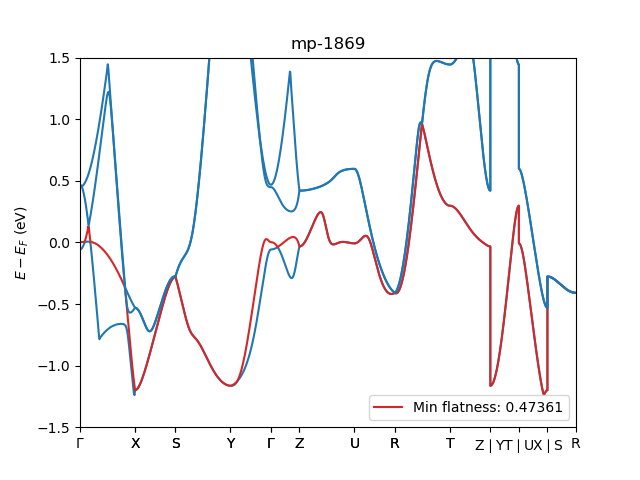 mp-1869
E − E_F (eV)
1.5
1.0
0.5
0.0
−0.5
−1.0
−1.5
Min flatness: 0.47361
Γ X S Y Γ Z U R T Z | YT | UX | S R